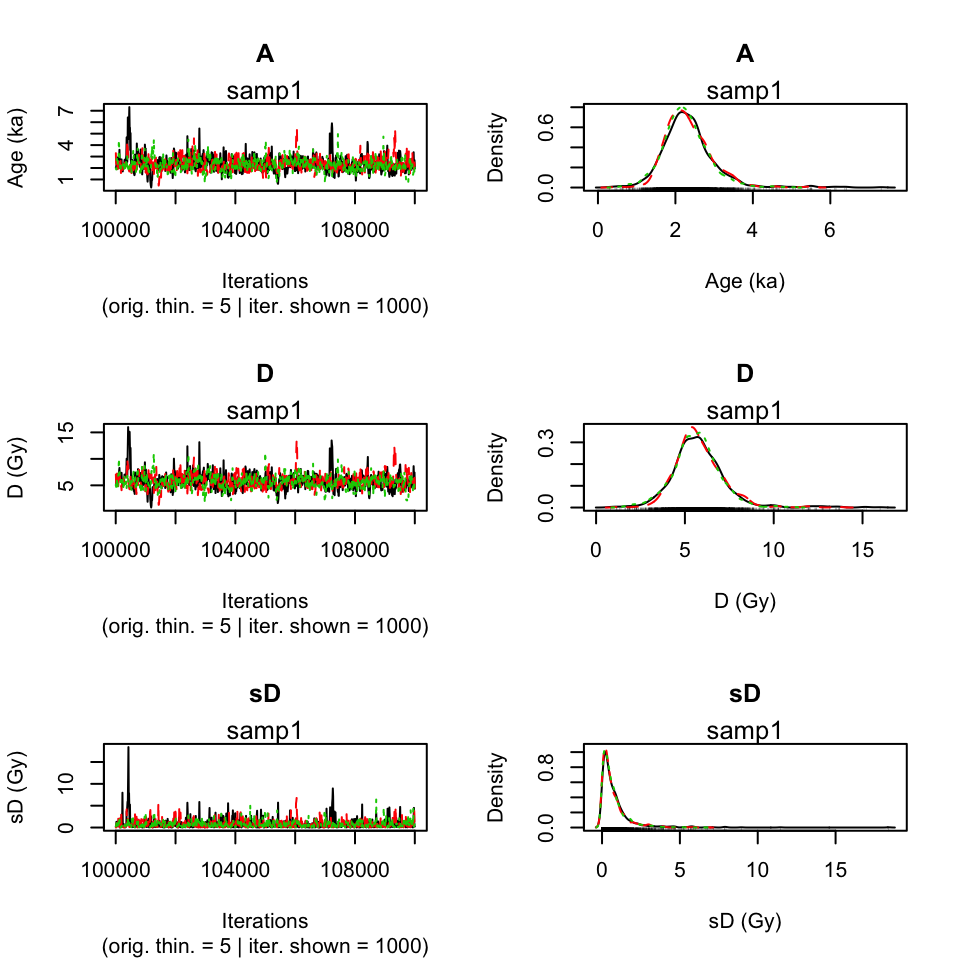 A
samp1
Age (ka)
7
4
1
100000 104000 108000
Iterations
(orig. thin. = 5 | iter. shown = 1000)
A
samp1
Density
0.6
0.0
0 2 4 6
Age (ka)
D
samp1
D (Gy)
15
5
100000 104000 108000
Iterations
(orig. thin. = 5 | iter. shown = 1000)
D
samp1
Density
0.3
0.0
0 5 10 15
D (Gy)
sD
samp1
sD (Gy)
10
0
100000 104000 108000
Iterations
(orig. thin. = 5 | iter. shown = 1000)
sD
samp1
Density
0.8
0.0
0 5 10 15
sD (Gy)